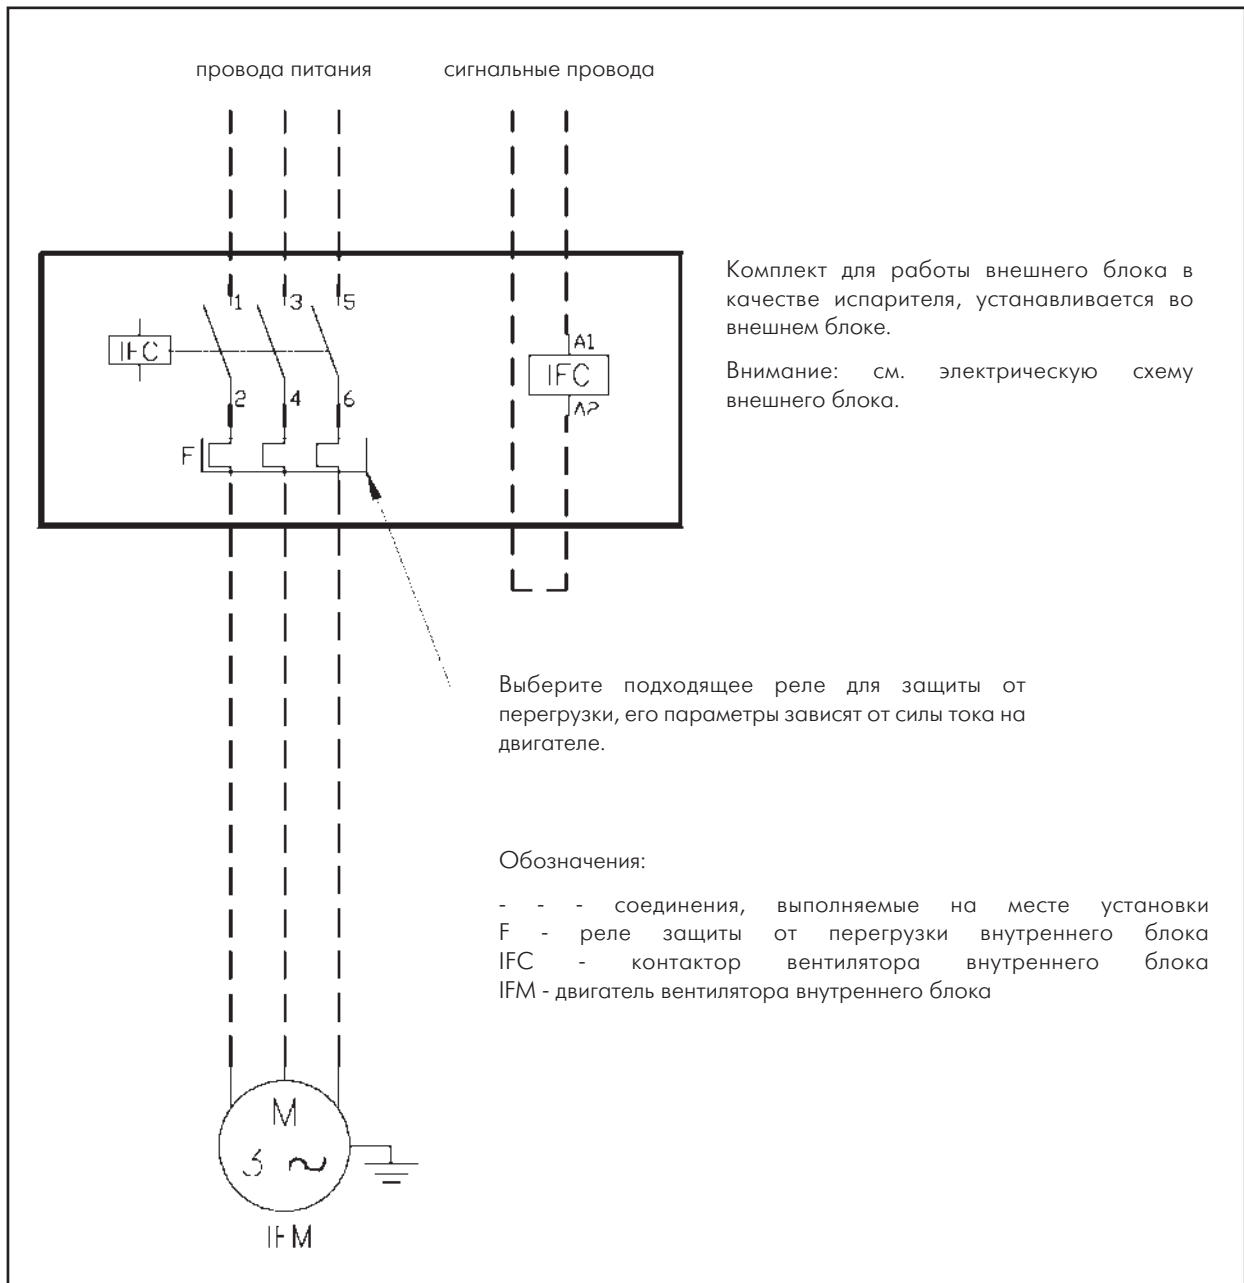 провода питания
сигнальные провода
1 3 5
IFC
2 4 6
F
A1
IFC
A2
Комплект для работы внешнего блока в
качестве испарителя, устанавливается во
внешнем блоке.
Внимание: см. электрическую схему
внешнего блока.
Выберите подходящее реле для защиты от
перегрузки, его параметры зависят от силы тока на
двигателе.
Обозначения:
- - - соединения, выполняемые на месте установки
F - реле защиты от перегрузки внутреннего блока
IFC - контактор вентилятора внутреннего блока
IFM - двигатель вентилятора внутреннего блока
M
3 ~
IFM